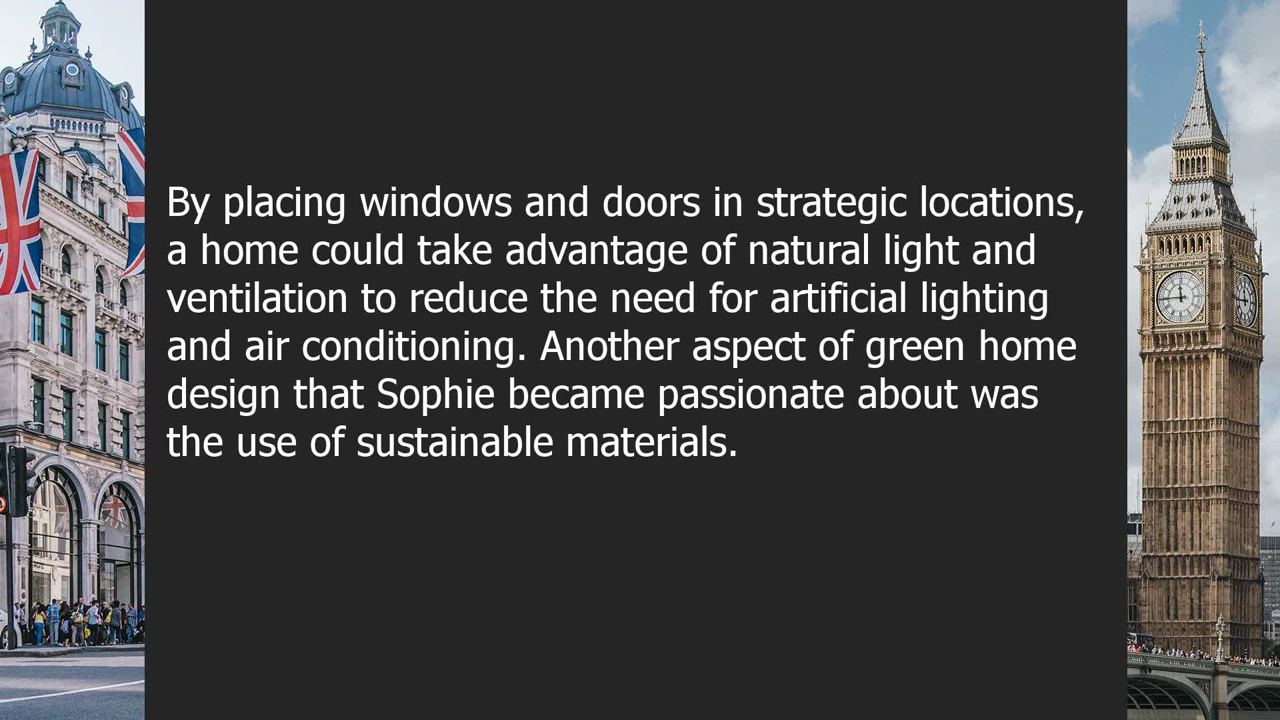 By placing windows and doors in strategic locations,
a home could take advantage of natural light and
ventilation to reduce the need for artificial lighting
and air conditioning. Another aspect of green home
design that Sophie became passionate about was
the use of sustainable materials.